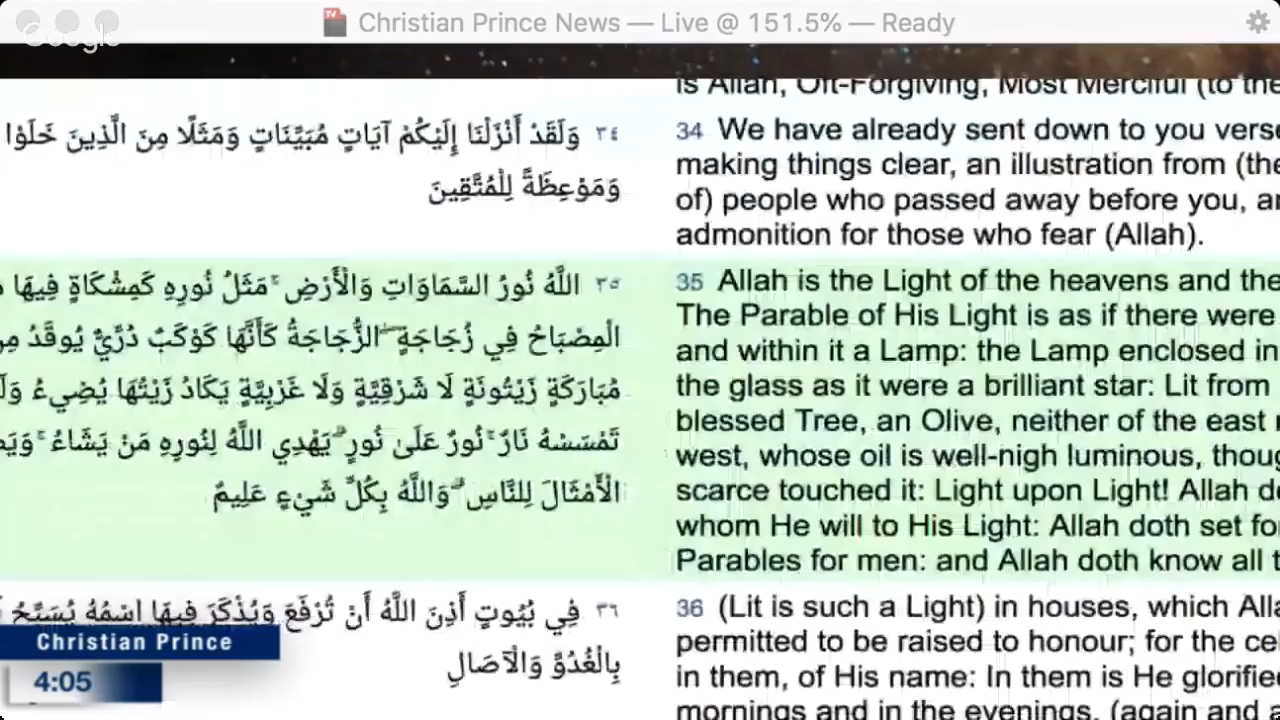 Christian Prince News — Live @ 151.5% — Ready
Google
is Allah, Oft-Forgiving, Most Merciful (to the
٣٤ وَلَقَدْ أَنْزَلْنَا إِلَيْكُمْ آيَاتٍ مُبَيِّنَاتٍ وَمَثَلًا مِنَ الَّذِينَ خَلَوْا
وَمَوْعِظَةً لِلْمُتَّقِينَ
34 We have already sent down to you verse
making things clear, an illustration from (the
of) people who passed away before you, an
admonition for those who fear (Allah).
٣٥ اللَّهُ نُورُ السَّمَاوَاتِ وَالْأَرْضِ ۚ مَثَلُ نُورِهِ كَمِشْكَاةٍ فِيهَا
الْمِصْبَاحُ فِي زُجَاجَةٍ ۖ الزُّجَاجَةُ كَأَنَّهَا كَوْكَبٌ دُرِّيٌّ يُوقَدُ مِنْ
مُبَارَكَةٍ زَيْتُونَةٍ لَا شَرْقِيَّةٍ وَلَا غَرْبِيَّةٍ يَكَادُ زَيْتُهَا يُضِيءُ
تَمْسَسْهُ نَارٌ ۚ نُورٌ عَلَىٰ نُورٍ ۗ يَهْدِي اللَّهُ لِنُورِهِ مَنْ يَشَاءُ ۚ
الْأَمْثَالَ لِلنَّاسِ ۗ وَاللَّهُ بِكُلِّ شَيْءٍ عَلِيمٌ
35 Allah is the Light of the heavens and the
The Parable of His Light is as if there were
and within it a Lamp: the Lamp enclosed in
the glass as it were a brilliant star: Lit from
blessed Tree, an Olive, neither of the east
west, whose oil is well-nigh luminous, thoug
scarce touched it: Light upon Light! Allah do
whom He will to His Light: Allah doth set fo
Parables for men: and Allah doth know all t
٣٦ فِي بُيُوتٍ أَذِنَ اللَّهُ أَنْ تُرْفَعَ وَيُذْكَرَ فِيهَا اسْمُهُ يُسَبِّحُ
بِالْغُدُوِّ وَالْآصَالِ
36 (Lit is such a Light) in houses, which Alla
permitted to be raised to honour; for the ce
in them, of His name: In them is He glorified
mornings and in the evenings, (again and a
Christian Prince
4:05